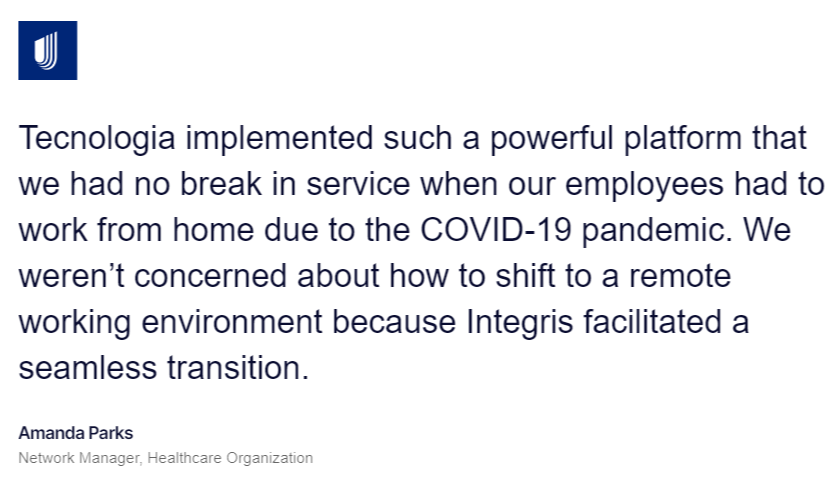 Tecnologia implemented such a powerful platform that
we had no break in service when our employees had to
work from home due to the COVID-19 pandemic. We
weren’t concerned about how to shift to a remote
working environment because Integris facilitated a
seamless transition.
Amanda Parks
Network Manager, Healthcare Organization